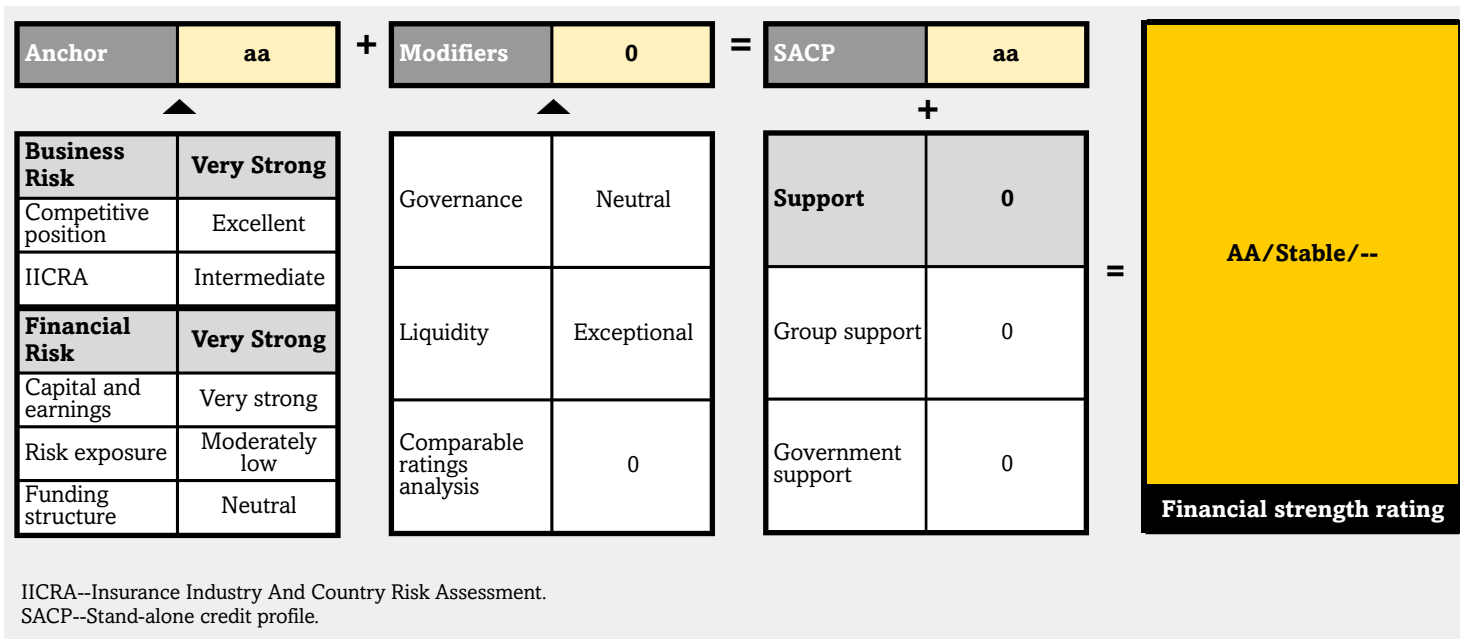 Anchor aa + Modifiers 0 = SACP aa
+
Business
Risk
Very Strong
Competitive
position
Excellent
IICRA Intermediate
Financial
Risk
Very Strong
Capital and
earnings
Very strong
Risk exposure
Moderately
low
Funding
structure
Neutral
Governance Neutral
Liquidity Exceptional
Comparable
ratings
analysis
0
Support 0
Group support 0
Government
support
0
=
AA/Stable/--
Financial strength rating
IICRA--Insurance Industry And Country Risk Assessment.
SACP--Stand-alone credit profile.